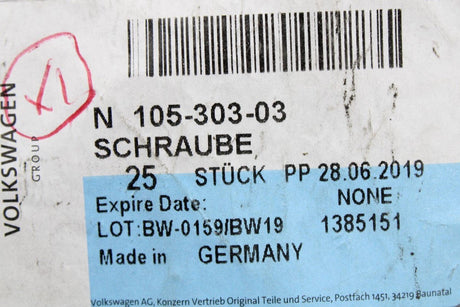 VOLKSWAGEN
GROUP
XI
N 105-303-03
SCHRAUBE
25 STÜCK PP 28.06.2019
Expire Date: NONE
LOT:BW-0159/BW19 1385151
Made in GERMANY
Volkswagen AG, Konzern Vertrieb Original Teile und Service, Postfach 1451, 34219 Baunatal